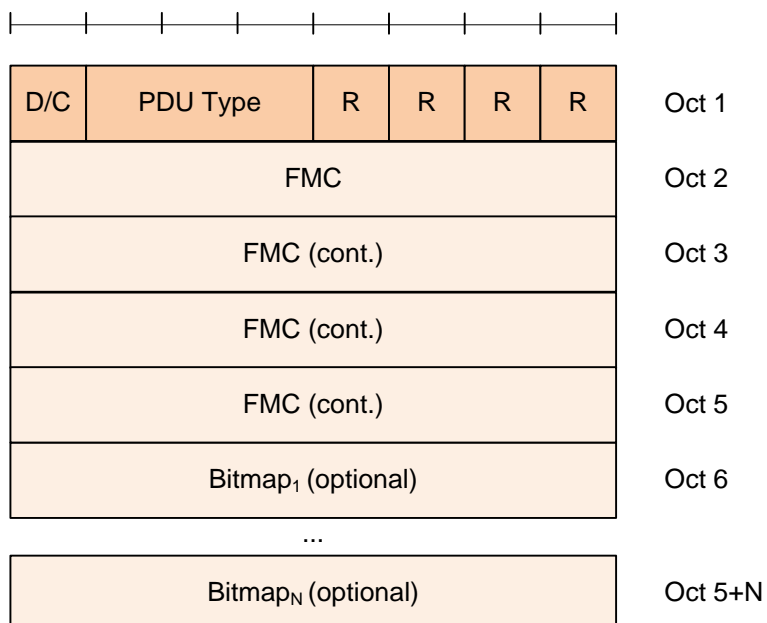 D/C PDU Type R R R R Oct 1
FMC Oct 2
FMC (cont.) Oct 3
FMC (cont.) Oct 4
FMC (cont.) Oct 5
Bitmap₁ (optional) Oct 6
...
Bitmap_N (optional) Oct 5+N